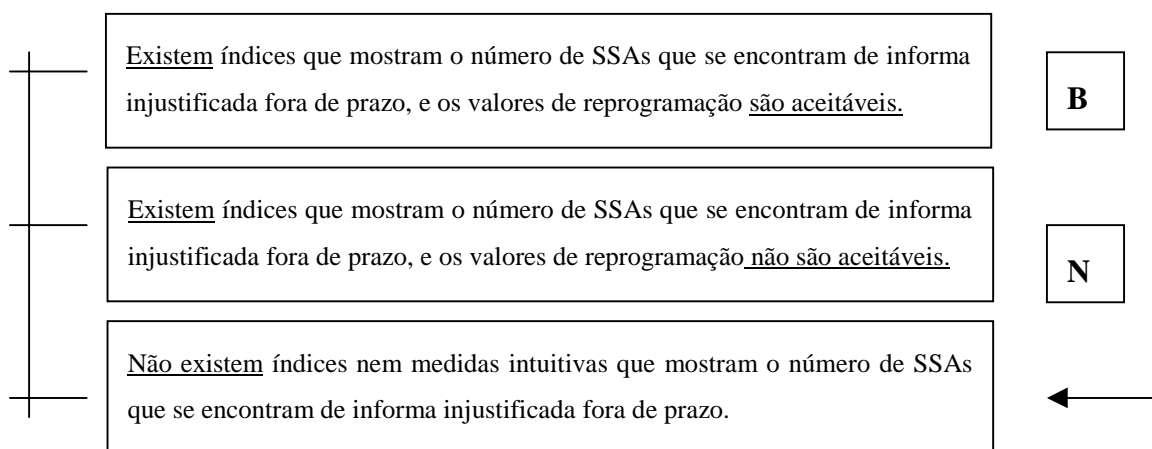 Existem índices que mostram o número de SSAs que se encontram de informa
injustificada fora de prazo, e os valores de reprogramação são aceitáveis.
B
Existem índices que mostram o número de SSAs que se encontram de informa
injustificada fora de prazo, e os valores de reprogramação não são aceitáveis.
N
Não existem índices nem medidas intuitivas que mostram o número de SSAs
que se encontram de informa injustificada fora de prazo.